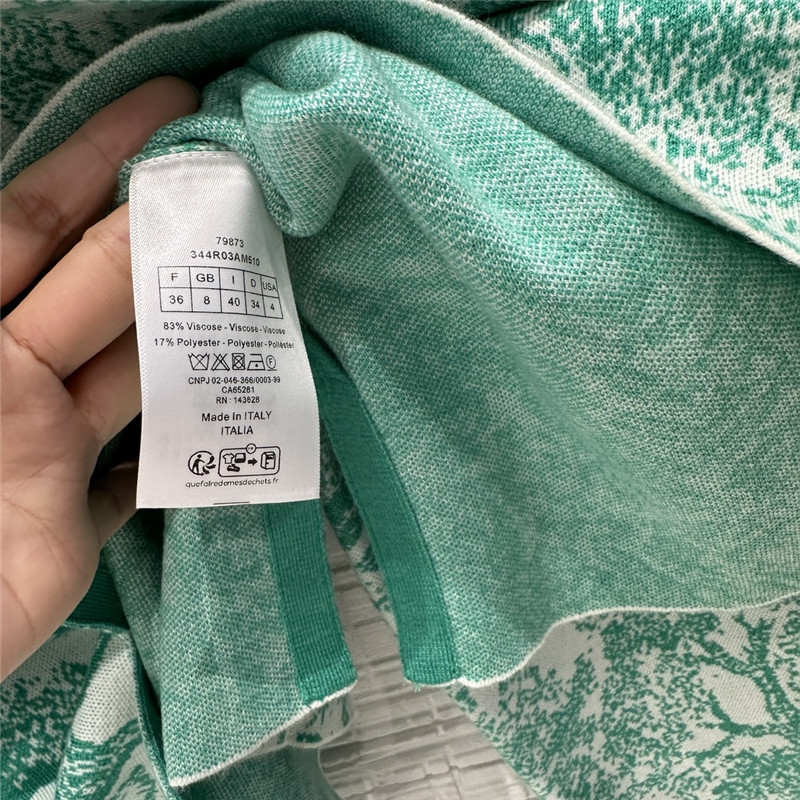 79873
344R03AM510
F GB I D USA
36 8 40 34 4
83% Viscose - Viscose - Viscose
17% Polyester - Polyester - Poliéster
F
CNPJ 02-046-366/0003-99
CA65281
RN : 143628
Made in ITALY
ITALIA
quefairedemesdechets.fr